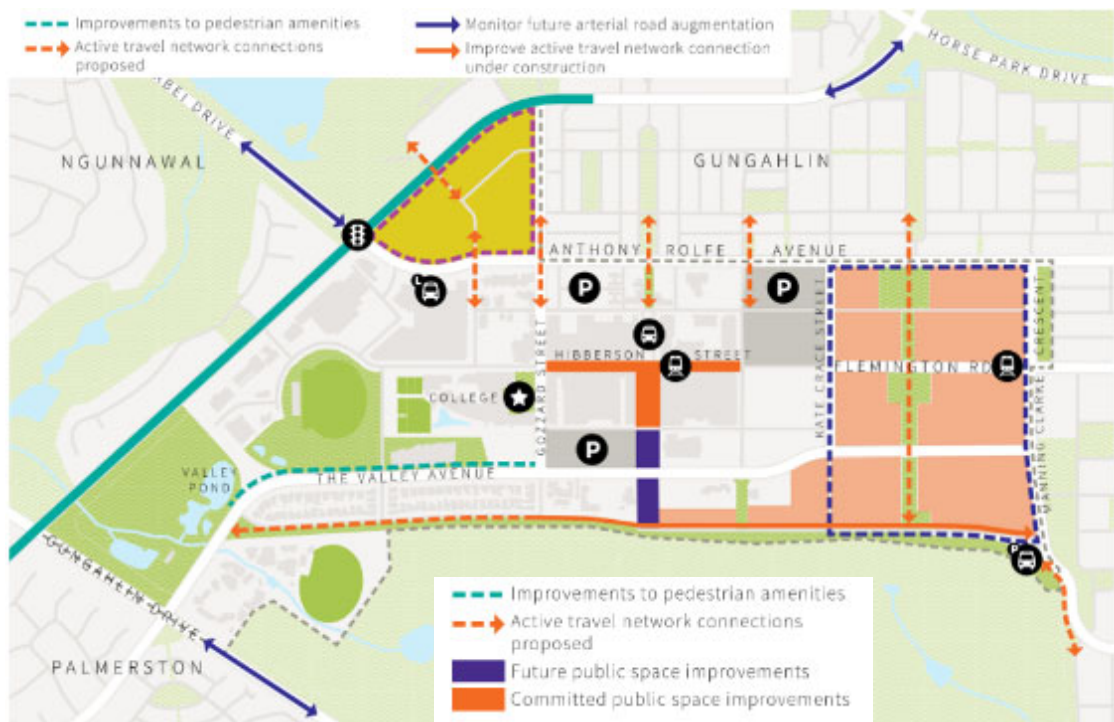 Improvements to pedestrian amenities
Active travel network connections
proposed
Monitor future arterial road augmentation
Improve active travel network connection
under construction
HORSE PARK DRIVE
DRIVE
NGUNNAWAL
GUNGAHLIN
ANTHONY ROLFE AVENUE
L
P
P
HIBBERSON STREET
FLEMINGTON RD
GOZZARD STREET
KATE CRACE STREET
MANNING CLARKE CRESCENT
COLLEGE
P
VALLEY
POND
THE VALLEY AVENUE
P
GUNGAHLIN DRIVE
PALMERSTON
Improvements to pedestrian amenities
Active travel network connections
proposed
Future public space improvements
Committed public space improvements